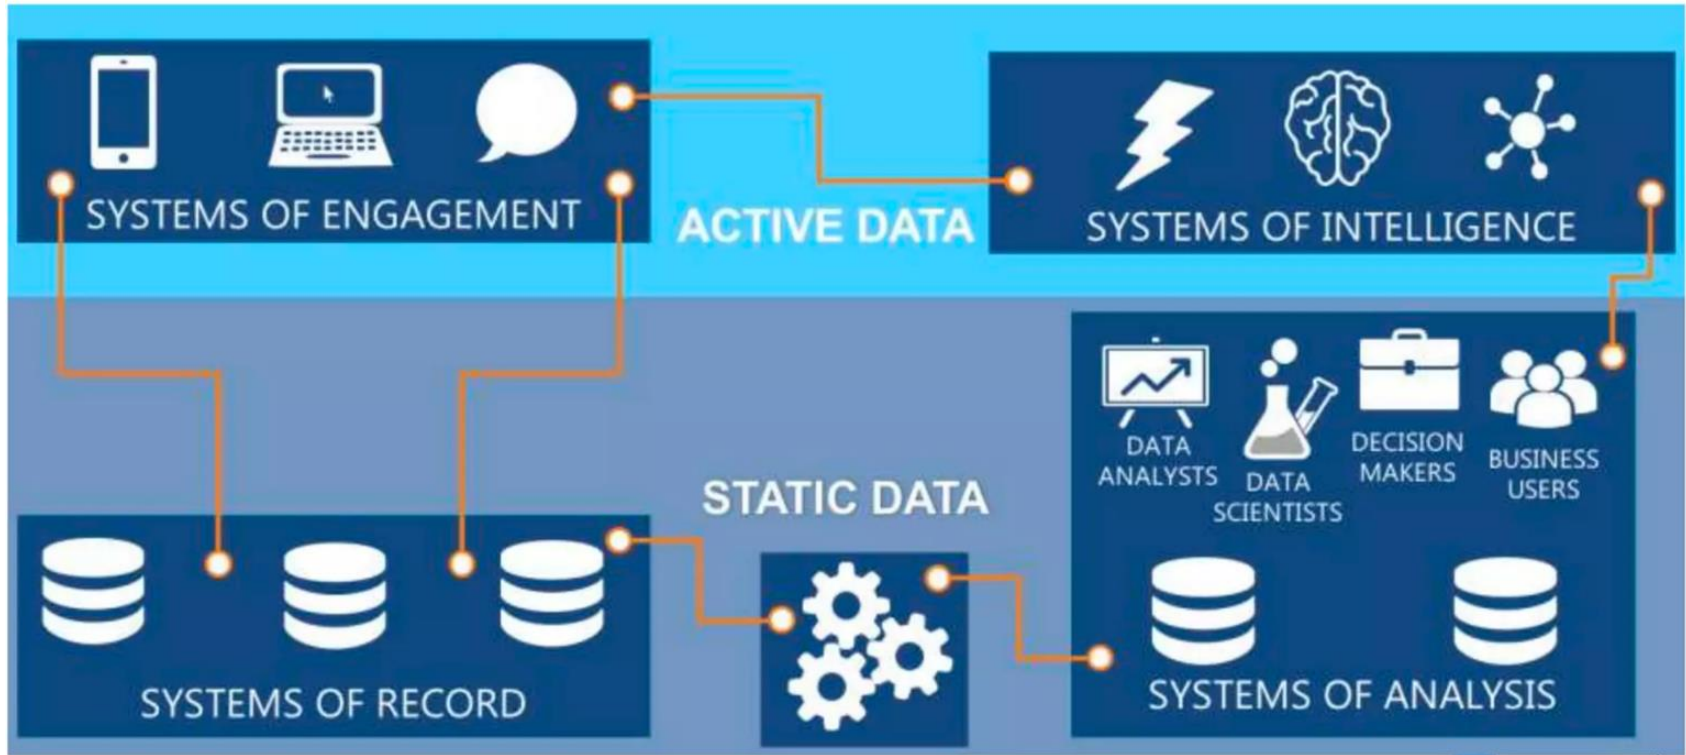 SYSTEMS OF ENGAGEMENT
ACTIVE DATA
SYSTEMS OF INTELLIGENCE
DATA
ANALYSTS
DATA
SCIENTISTS
DECISION
MAKERS
BUSINESS
USERS
STATIC DATA
SYSTEMS OF RECORD
SYSTEMS OF ANALYSIS